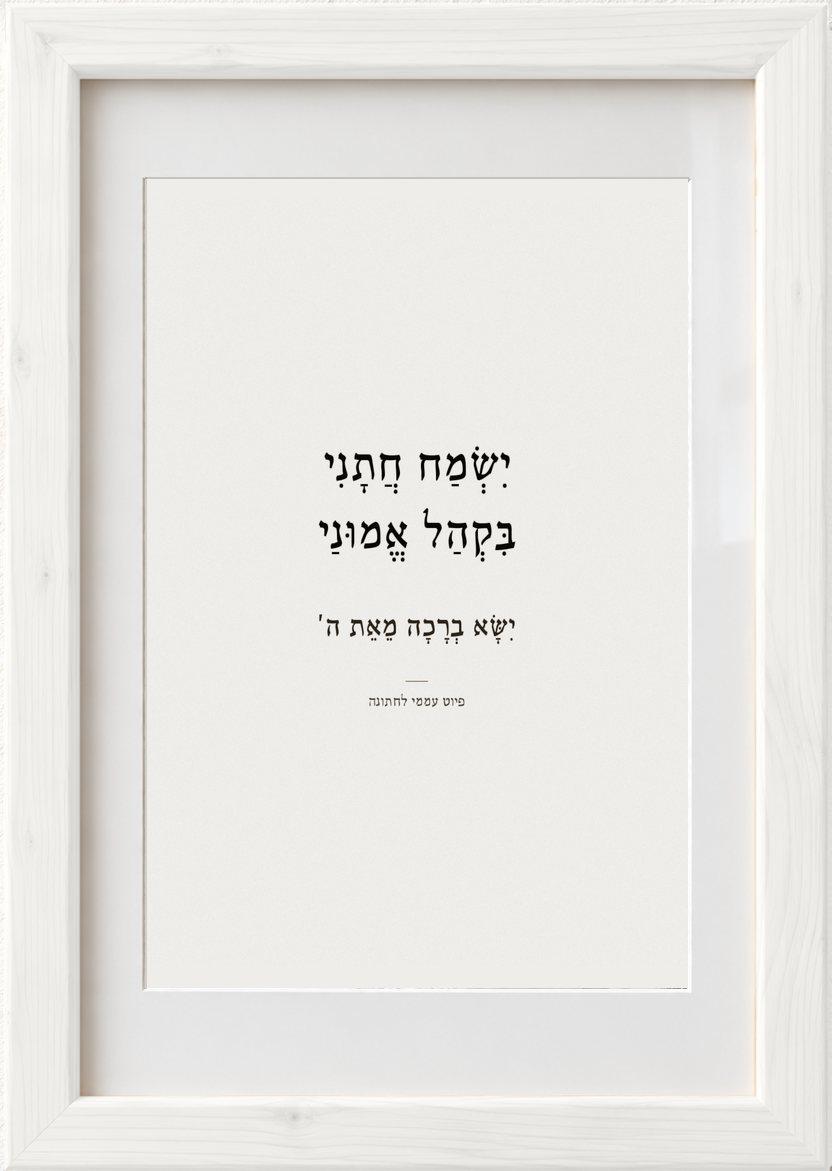 יִשְׂמַח חֲתָנִי
בִּקְהַל אֱמוּנַי
יִשָּׂא בְרָכָה מֵאֵת ה'
פיוט עממי לחתונה